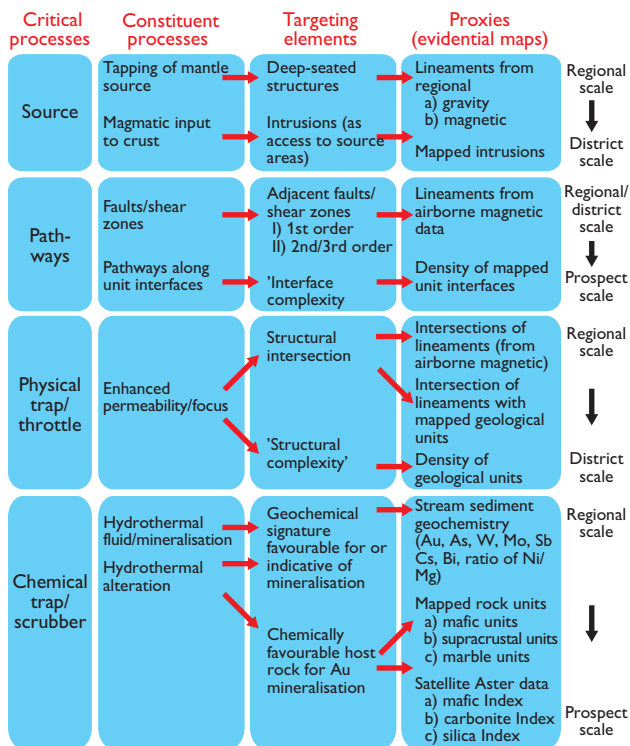 Critical
processes
Constituent
processes
Targeting
elements
Proxies
(evidential maps)
Source
Tapping of mantle
source
Magmatic input
to crust
Deep-seated
structures
Intrusions (as
access to source
areas)
Lineaments from
regional
a) gravity
b) magnetic
Mapped intrusions
Regional
scale
District
scale
Path-
ways
Faults/shear
zones
Pathways along
unit interfaces
Adjacent faults/
shear zones
I) 1st order
II) 2nd/3rd order
'Interface
complexity
Lineaments from
airborne magnetic
data
Density of mapped
unit interfaces
Regional/
district
scale
Prospect
scale
Physical
trap/
throttle
Enhanced
permeability/focus
Structural
intersection
'Structural
complexity'
Intersections of
lineaments (from
airborne magnetic)
Intersection of
lineaments with
mapped geological
units
Density of
geological units
Regional
scale
District
scale
Chemical
trap/
scrubber
Hydrothermal
fluid/mineralisation
Hydrothermal
alteration
Geochemical
signature
favourable for or
indicative of
mineralisation
Chemically
favourable host
rock for Au
mineralisation
Stream sediment
geochemistry
(Au, As, W, Mo, Sb
Cs, Bi, ratio of Ni/
Mg)
Mapped rock units
a) mafic units
b) supracrustal units
c) marble units
Satellite Aster data
a) mafic Index
b) carbonite Index
c) silica Index
Regional
scale
Prospect
scale